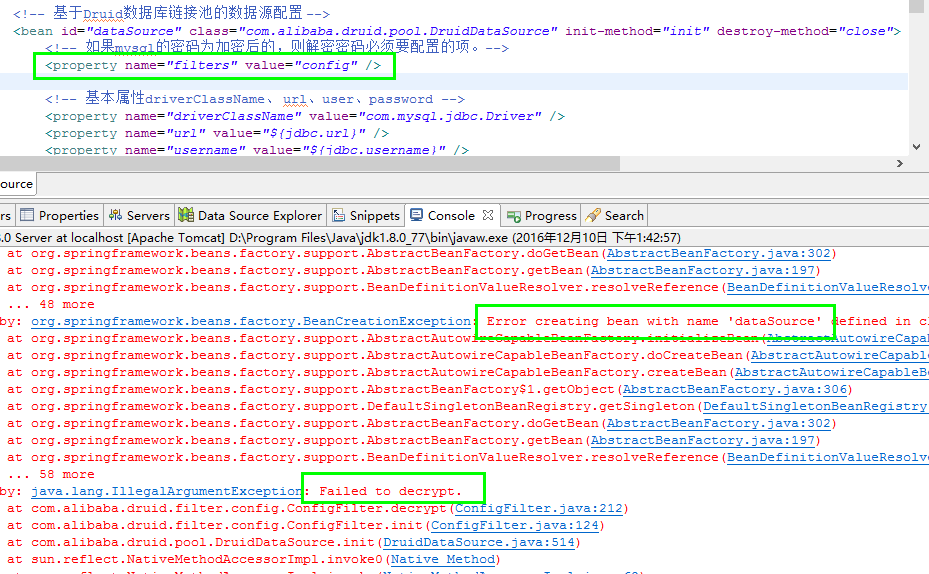 <!-- 基于Druid数据库链接池的数据源配置 -->
<bean id="dataSource" class="com.alibaba.druid.pool.DruidDataSource" init-method="init" destroy-method="close">
<!-- 如果mysql的密码为加密后的，则解密密码必须要配置的项。-->
<property name="filters" value="config" />
<!-- 基本属性driverClassName、url、user、password -->
<property name="driverClassName" value="com.mysql.jdbc.Driver" />
<property name="url" value="${jdbc.url}" />
<property name="username" value="${jdbc.username}" />
ource
rs Properties Servers Data Source Explorer Snippets Console Progress Search
.0 Server at localhost [Apache Tomcat] D:\Program Files\Java\jdk1.8.0_77\bin\javaw.exe (2016年12月10日 下午1:42:57)
at org.springframework.beans.factory.support.AbstractBeanFactory.doGetBean(AbstractBeanFactory.java:302)
at org.springframework.beans.factory.support.AbstractBeanFactory.getBean(AbstractBeanFactory.java:197)
at org.springframework.beans.factory.support.BeanDefinitionValueResolver.resolveReference(BeanDefinitionValueResolve
... 48 more
by: org.springframework.beans.factory.BeanCreationException: Error creating bean with name 'dataSource' defined in cl
at org.springframework.beans.factory.support.AbstractAutowireCapableBeanFactory.initializeBean(AbstractAutowireCapab
at org.springframework.beans.factory.support.AbstractAutowireCapableBeanFactory.doCreateBean(AbstractAutowireCapable
at org.springframework.beans.factory.support.AbstractAutowireCapableBeanFactory.createBean(AbstractAutowireCapableBe
at org.springframework.beans.factory.support.AbstractBeanFactory$1.getObject(AbstractBeanFactory.java:306)
at org.springframework.beans.factory.support.DefaultSingletonBeanRegistry.getSingleton(DefaultSingletonBeanRegistry.
at org.springframework.beans.factory.support.AbstractBeanFactory.doGetBean(AbstractBeanFactory.java:302)
at org.springframework.beans.factory.support.AbstractBeanFactory.getBean(AbstractBeanFactory.java:197)
at org.springframework.beans.factory.support.BeanDefinitionValueResolver.resolveReference(BeanDefinitionValueResolve
... 58 more
by: java.lang.IllegalArgumentException: Failed to decrypt.
at com.alibaba.druid.filter.config.ConfigFilter.decrypt(ConfigFilter.java:212)
at com.alibaba.druid.filter.config.ConfigFilter.init(ConfigFilter.java:124)
at com.alibaba.druid.pool.DruidDataSource.init(DruidDataSource.java:514)
at sun.reflect.NativeMethodAccessorImpl.invoke0(Native Method)